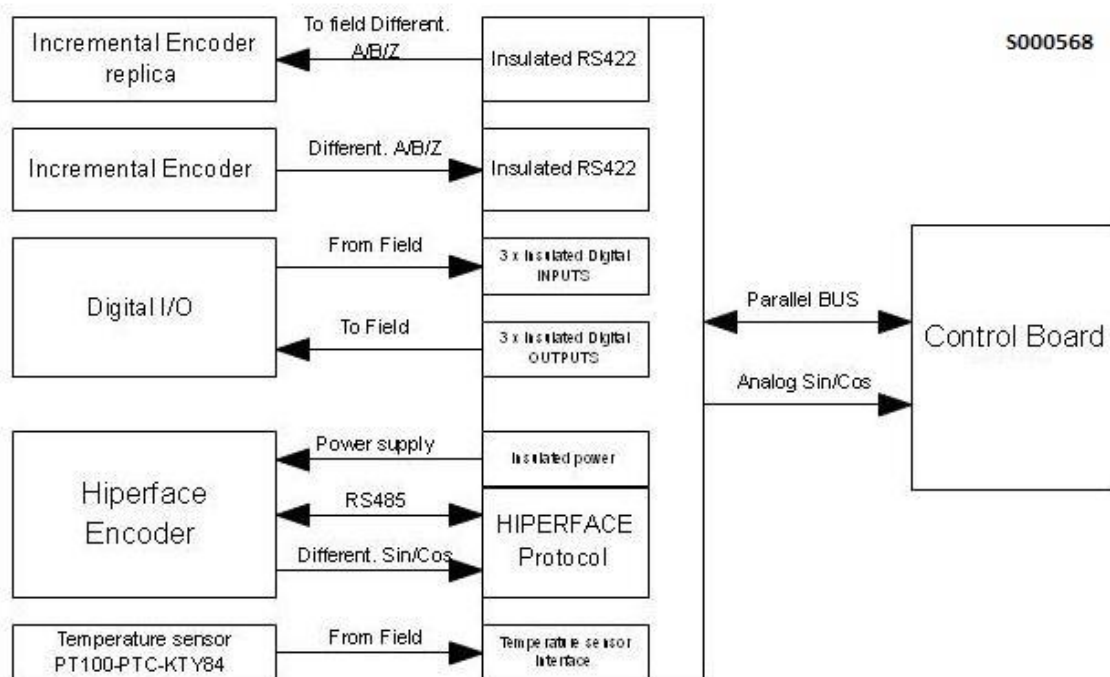 To field Different.
A/B/Z
Incremental Encoder
replica
Insulated RS422
S000568
Incremental Encoder
Different. A/B/Z
Insulated RS422
Digital I/O
From Field
3 x Insulated Digital
INPUTS
To Field
3 x Insulated Digital
OUTPUTS
Parallel BUS
Analog Sin/Cos
Control Board
Hiperface
Encoder
Power supply
Insulated power
RS485
Different. Sin/Cos
HIPERFACE
Protocol
Temperature sensor
PT100-PTC-KTY84
From Field
Temperature sensor
Interface